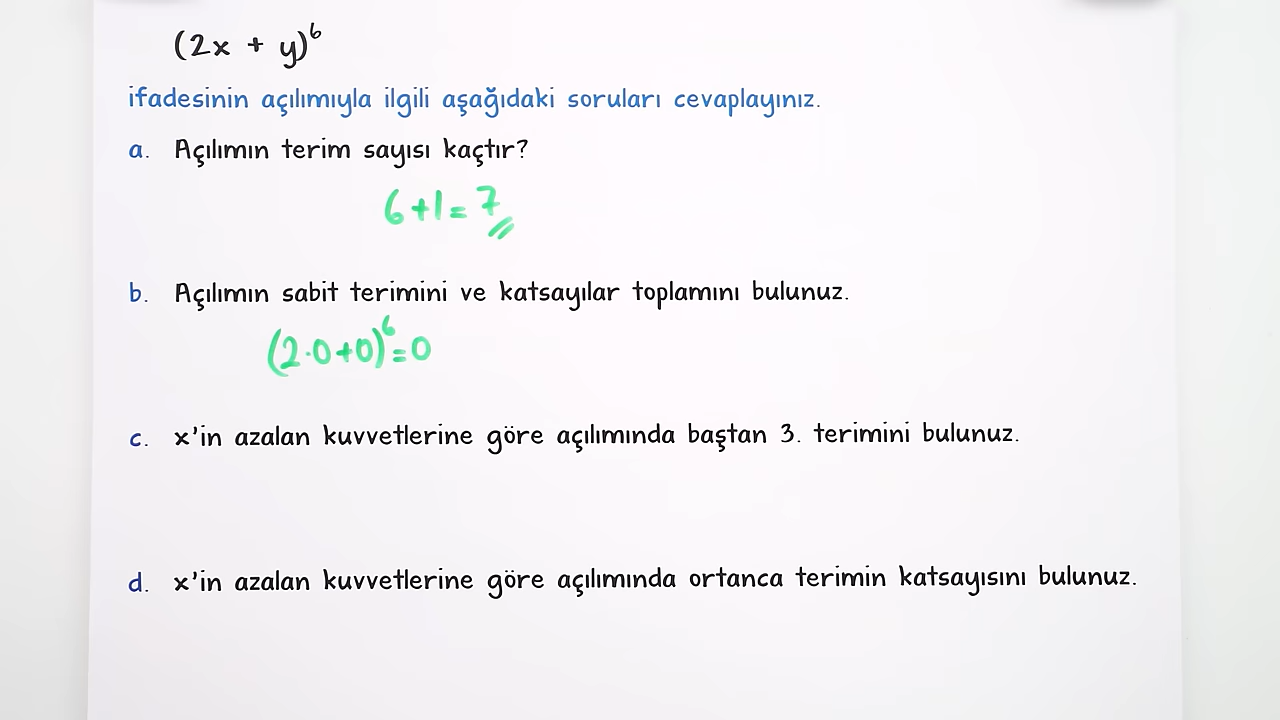 (2x + y)⁶
ifadesinin açılımıyla ilgili aşağıdaki soruları cevaplayınız.
a. Açılımın terim sayısı kaçtır?
6+1=7
b. Açılımın sabit terimini ve katsayılar toplamını bulunuz.
(2·0+0)⁶=0
c. x'in azalan kuvvetlerine göre açılımında baştan 3. terimini bulunuz.
d. x'in azalan kuvvetlerine göre açılımında ortanca terimin katsayısını bulunuz.